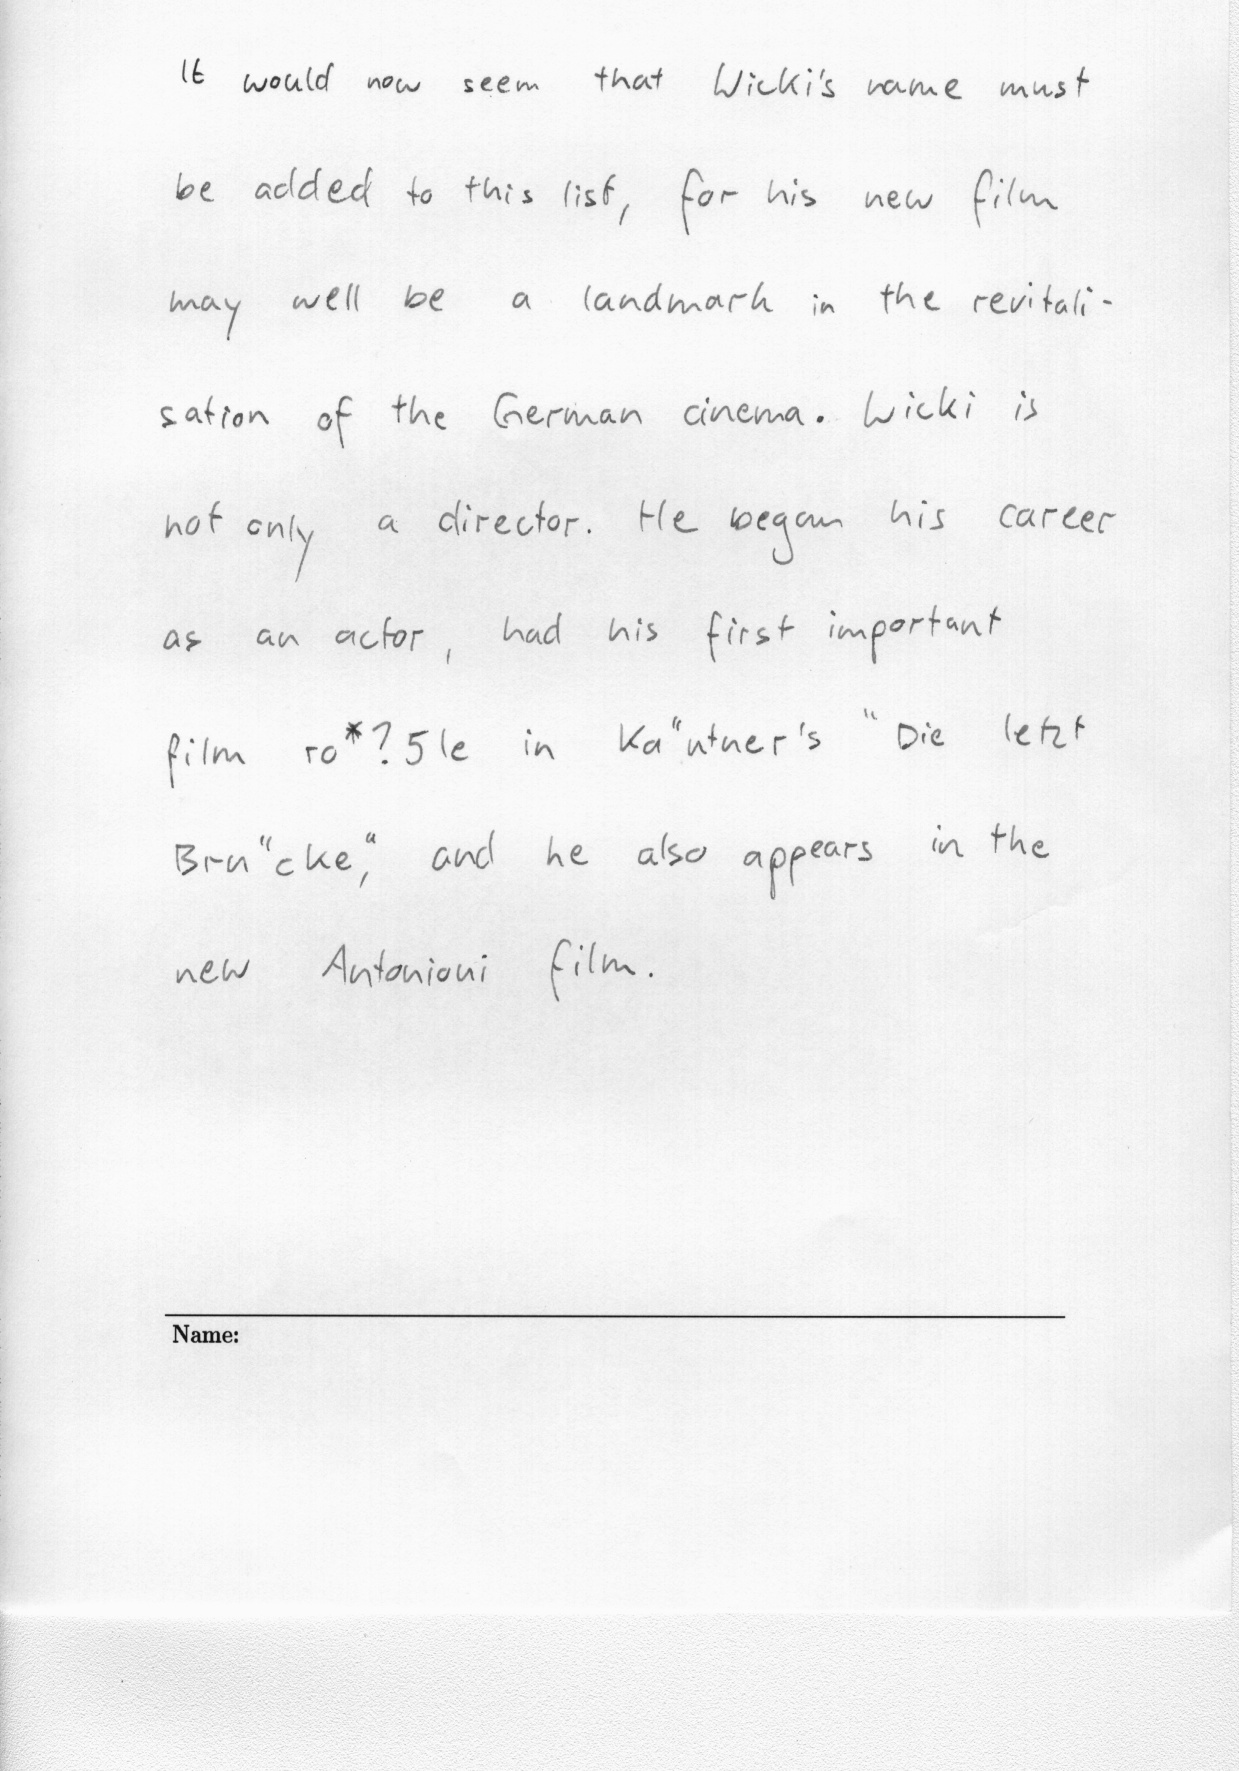 It would now seem that Wicki's name must
be added to this list, for his new film
may well be a landmark in the revitali-
sation of the German cinema. Wicki is
not only a director. He began his career
as an actor, had his first important
film ro*?5le in Ka"utner's "Die letzt
Bru"cke", and he also appears in the
new Antonioni film.
Name: